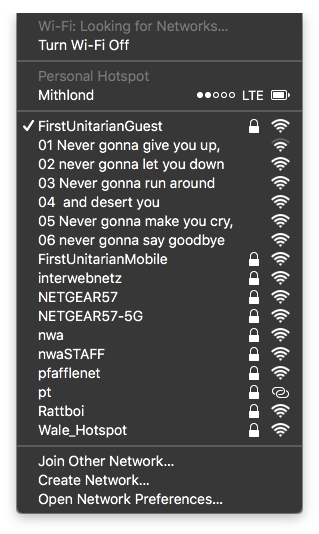 Wi-Fi: Looking for Networks...
Turn Wi-Fi Off
Personal Hotspot
Mithlond LTE
✓ FirstUnitarianGuest
01 Never gonna give you up,
02 never gonna let you down
03 Never gonna run around
04  and desert you
05 Never gonna make you cry,
06 never gonna say goodbye
FirstUnitarianMobile
interwebnetz
NETGEAR57
NETGEAR57-5G
nwa
nwaSTAFF
pfafflenet
pt
Rattboi
Wale_Hotspot
Join Other Network...
Create Network...
Open Network Preferences...